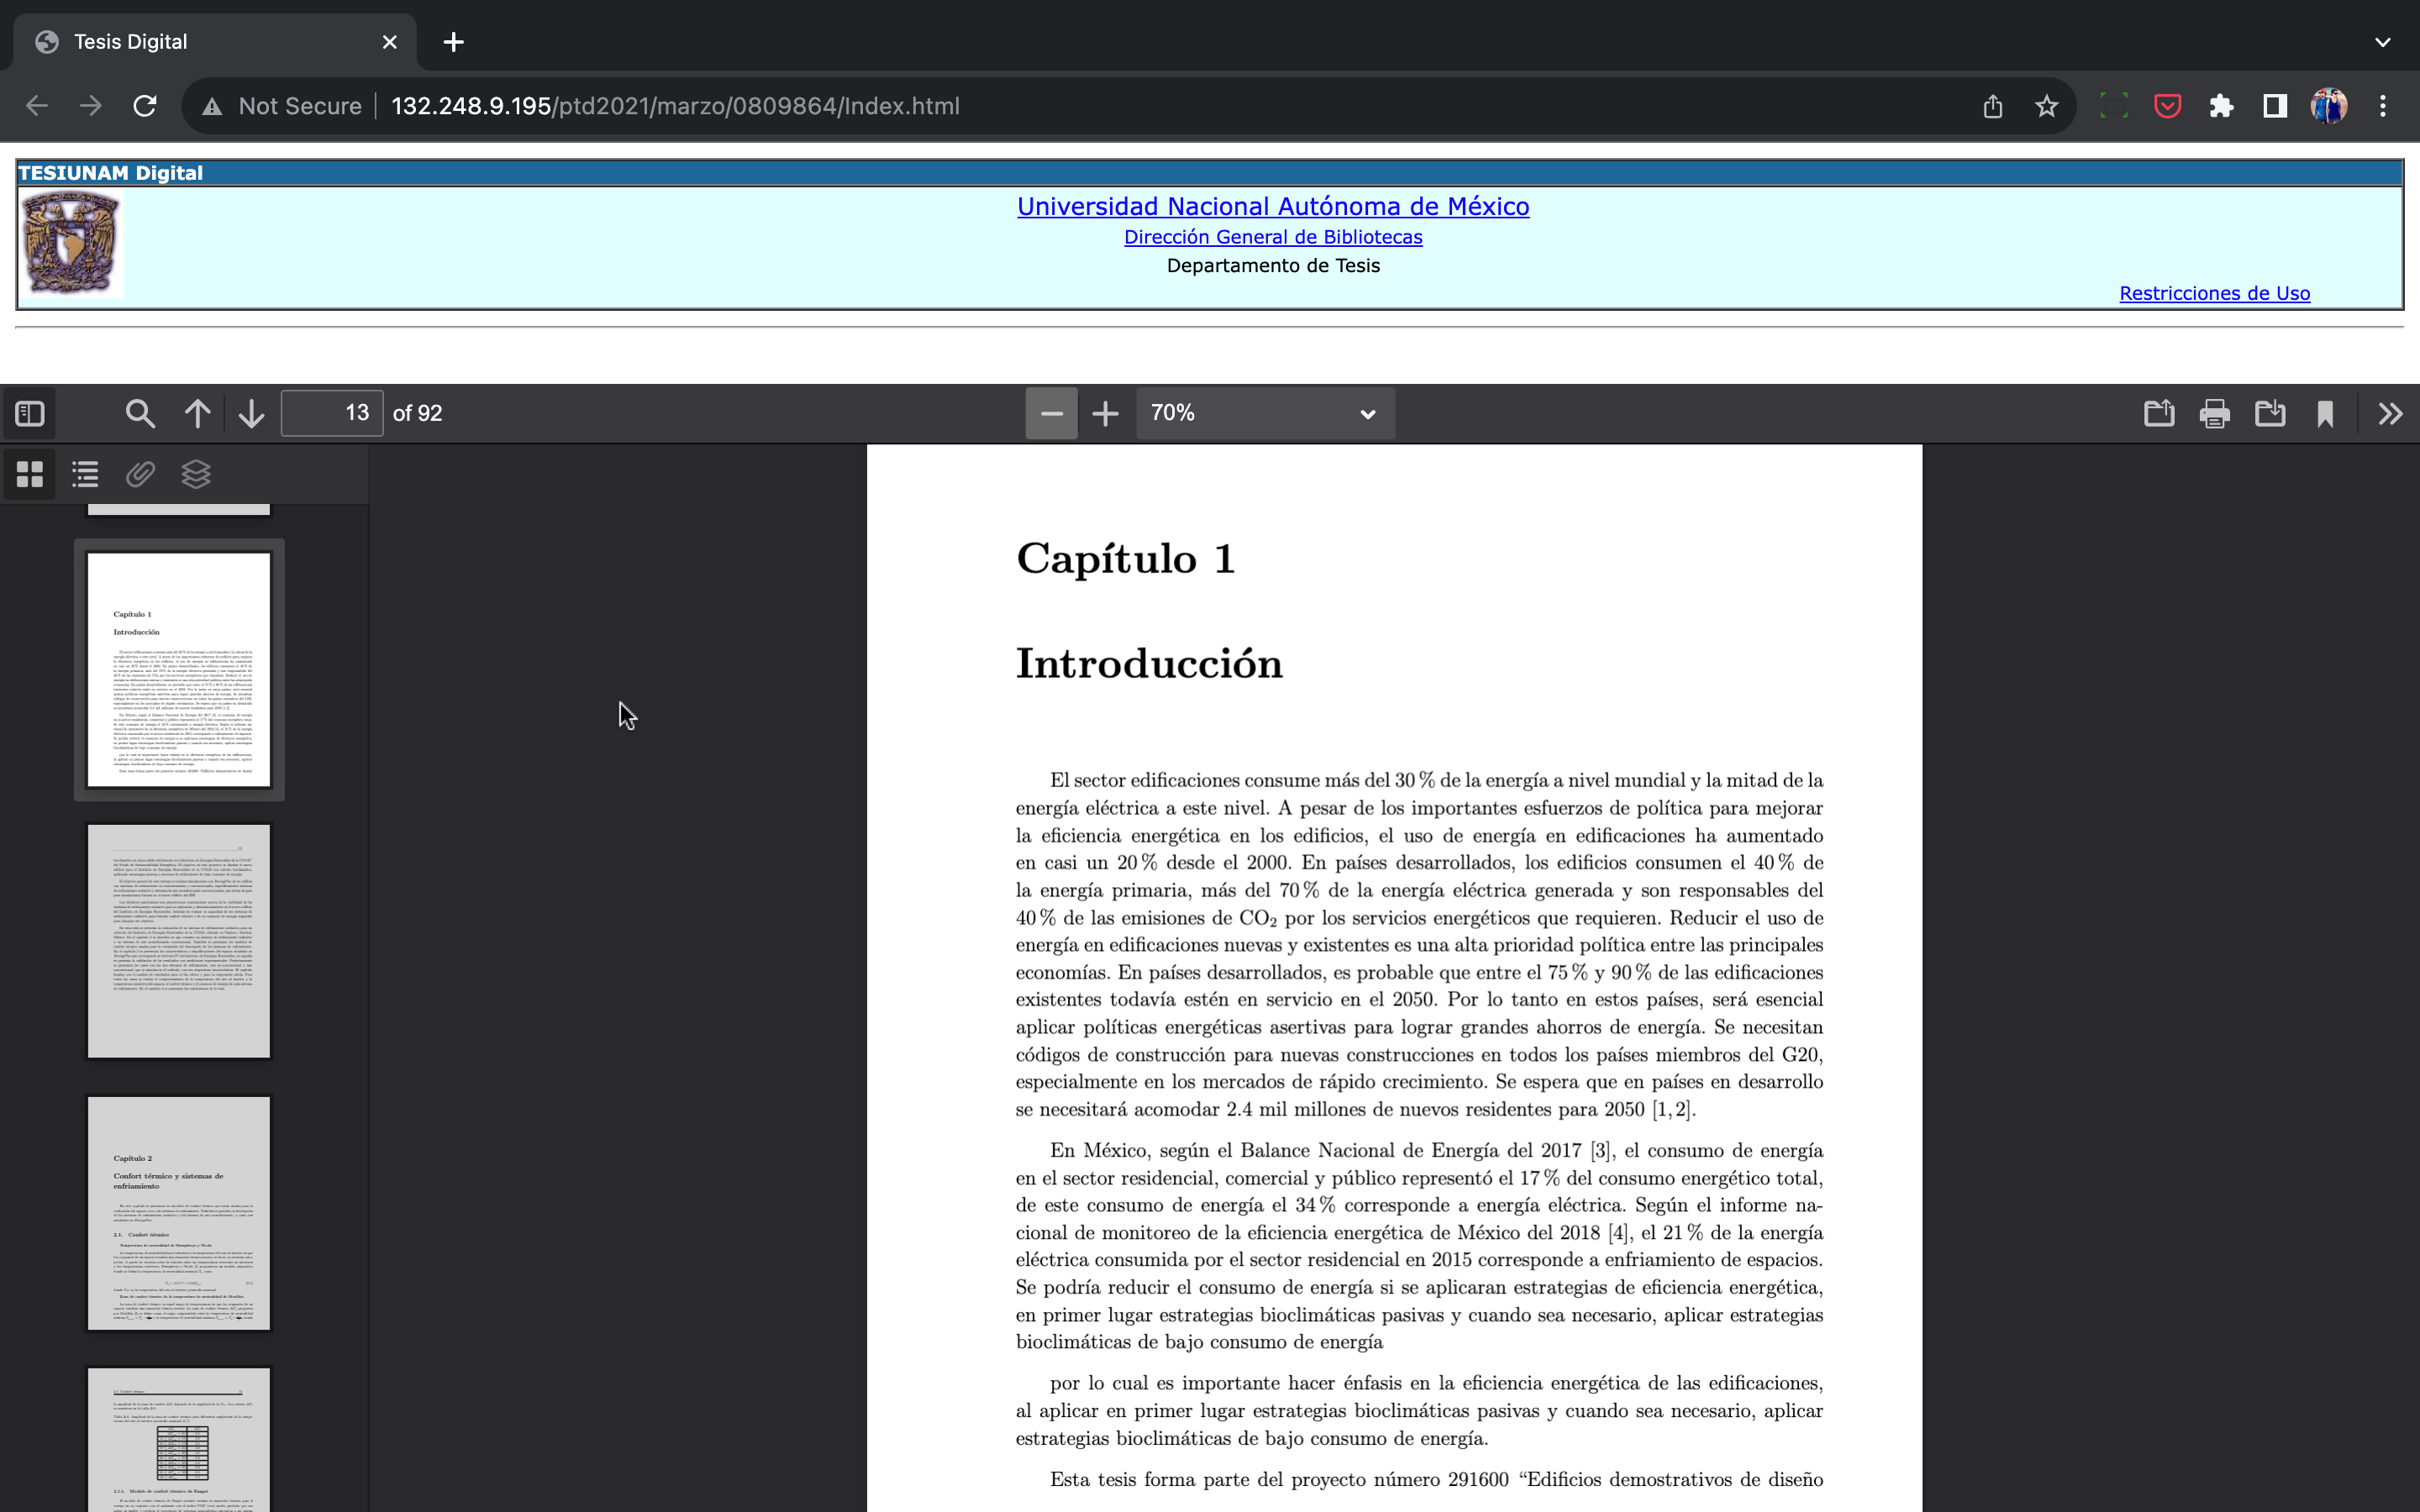 Tesis Digital
Not Secure
132.248.9.195/ptd2021/marzo/0809864/Index.html
TESIUNAM Digital
Universidad Nacional Autónoma de México
Dirección General de Bibliotecas
Departamento de Tesis
Restricciones de Uso
13 of 92
70%
Capítulo 1
Introducción
Capítulo 2
Confort térmico y sistemas de
enfriamiento
2.1. Confort térmico
Capítulo 1
Introducción
El sector edificaciones consume más del 30 % de la energía a nivel mundial y la mitad de la
energía eléctrica a este nivel. A pesar de los importantes esfuerzos de política para mejorar
la eficiencia energética en los edificios, el uso de energía en edificaciones ha aumentado
en casi un 20 % desde el 2000. En países desarrollados, los edificios consumen el 40 % de
la energía primaria, más del 70 % de la energía eléctrica generada y son responsables del
40 % de las emisiones de CO₂ por los servicios energéticos que requieren. Reducir el uso de
energía en edificaciones nuevas y existentes es una alta prioridad política entre las principales
economías. En países desarrollados, es probable que entre el 75 % y 90 % de las edificaciones
existentes todavía estén en servicio en el 2050. Por lo tanto en estos países, será esencial
aplicar políticas energéticas asertivas para lograr grandes ahorros de energía. Se necesitan
códigos de construcción para nuevas construcciones en todos los países miembros del G20,
especialmente en los mercados de rápido crecimiento. Se espera que en países en desarrollo
se necesitará acomodar 2.4 mil millones de nuevos residentes para 2050 [1, 2].
En México, según el Balance Nacional de Energía del 2017 [3], el consumo de energía
en el sector residencial, comercial y público representó el 17 % del consumo energético total,
de este consumo de energía el 34 % corresponde a energía eléctrica. Según el informe na-
cional de monitoreo de la eficiencia energética de México del 2018 [4], el 21 % de la energía
eléctrica consumida por el sector residencial en 2015 corresponde a enfriamiento de espacios.
Se podría reducir el consumo de energía si se aplicaran estrategias de eficiencia energética,
en primer lugar estrategias bioclimáticas pasivas y cuando sea necesario, aplicar estrategias
bioclimáticas de bajo consumo de energía
por lo cual es importante hacer énfasis en la eficiencia energética de las edificaciones,
al aplicar en primer lugar estrategias bioclimáticas pasivas y cuando sea necesario, aplicar
estrategias bioclimáticas de bajo consumo de energía.
Esta tesis forma parte del proyecto número 291600 “Edificios demostrativos de diseño